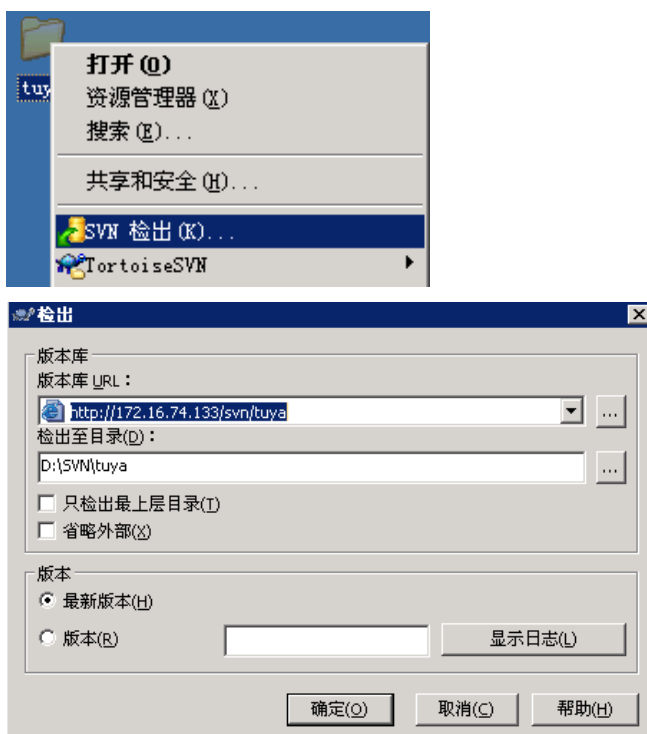 打开(O)
tuy
资源管理器(X)
搜索(E)...
共享和安全(H)...
SVN 检出(K)...
TortoiseSVN
检出
版本库
版本库 URL：
http://172.16.74.133/svn/tuya
...
检出至目录(D)：
D:\SVN\tuya
...
只检出最上层目录(T)
省略外部(X)
版本
最新版本(H)
版本(R)
显示日志(L)
确定(O)
取消(C)
帮助(H)